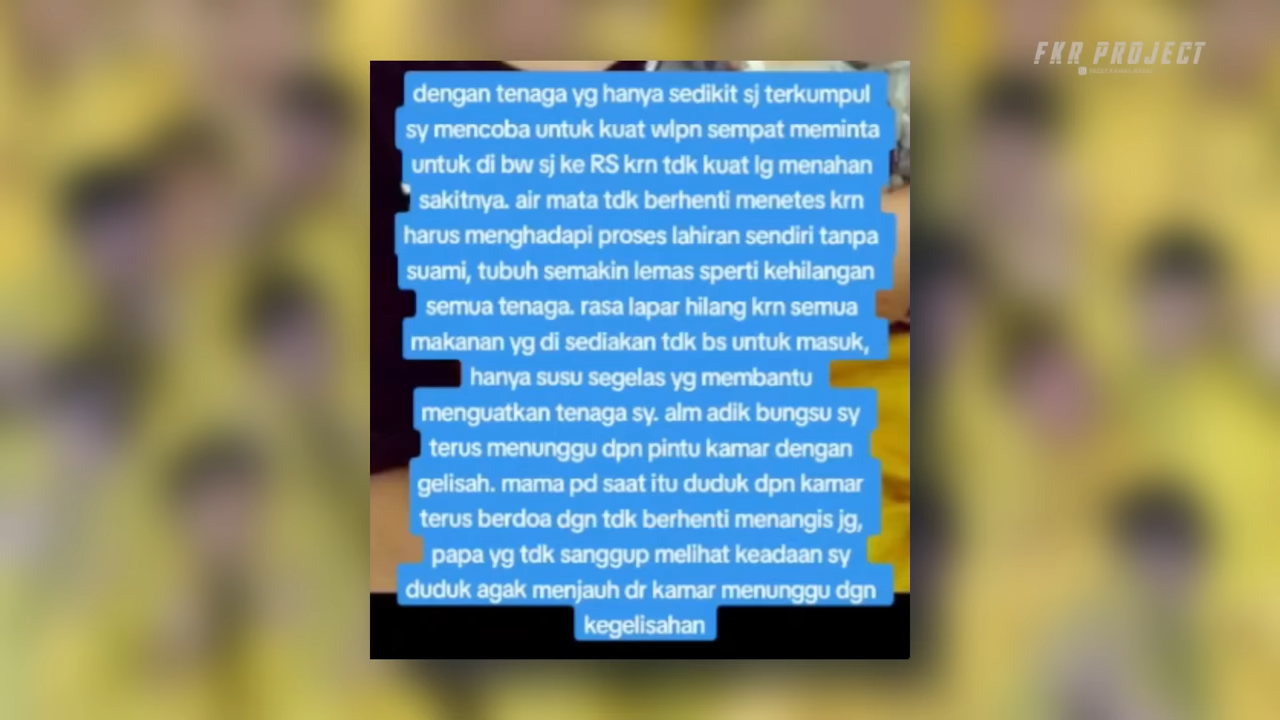 FKR PROJECT
dengan tenaga yg hanya sedikit sj terkumpul
sy mencoba untuk kuat wlpn sempat meminta
untuk di bw sj ke RS krn tdk kuat lg menahan
sakitnya. air mata tdk berhenti menetes krn
harus menghadapi proses lahiran sendiri tanpa
suami, tubuh semakin lemas sperti kehilangan
semua tenaga. rasa lapar hilang krn semua
makanan yg di sediakan tdk bs untuk masuk,
hanya susu segelas yg membantu
menguatkan tenaga sy. alm adik bungsu sy
terus menunggu dpn pintu kamar dengan
gelisah. mama pd saat itu duduk dpn kamar
terus berdoa dgn tdk berhenti menangis jg,
papa yg tdk sanggup melihat keadaan sy
duduk agak menjauh dr kamar menunggu dgn
kegelisahan